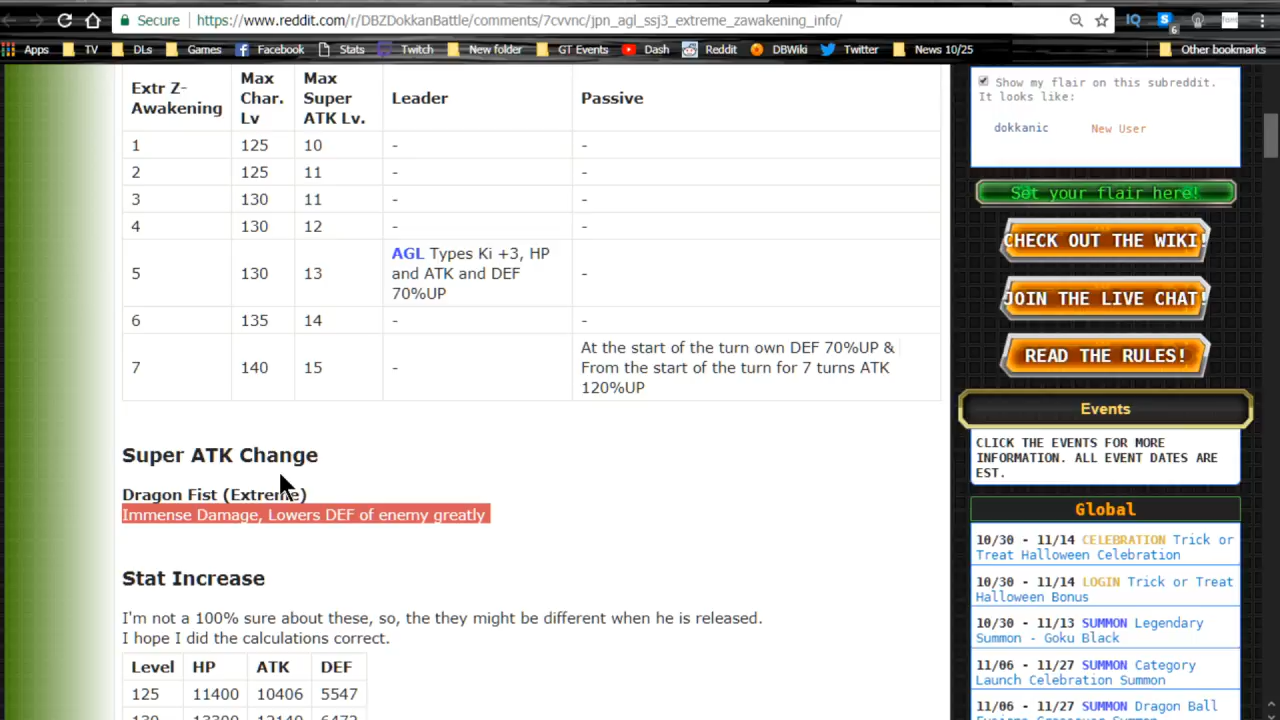 Secure https://www.reddit.com/r/DBZDokkanBattle/comments/7cvvnc/jpn_agl_ssj3_extreme_zawakening_info/
Apps TV DLs Games Facebook Stats Twitch New folder GT Events Dash Reddit DBWiki Twitter News 10/25 Other bookmarks
Extr Z-Awakening Max Char. Lv Max Super ATK Lv. Leader Passive
1 125 10 - -
2 125 11 - -
3 130 11 - -
4 130 12 - -
5 130 13 AGL Types Ki +3, HP and ATK and DEF 70%UP -
6 135 14 - -
7 140 15 - At the start of the turn own DEF 70%UP & From the start of the turn for 7 turns ATK 120%UP
Super ATK Change
Dragon Fist (Extreme)
Immense Damage, Lowers DEF of enemy greatly
Stat Increase
I'm not a 100% sure about these, so, the they might be different when he is released.
I hope I did the calculations correct.
Level HP ATK DEF
125 11400 10406 5547
130 13300 12140 6472
Show my flair on this subreddit.
It looks like:
dokkanic New User
Set your flair here!
CHECK OUT THE WIKI!
JOIN THE LIVE CHAT!
READ THE RULES!
Events
CLICK THE EVENTS FOR MORE
INFORMATION. ALL EVENT DATES ARE
EST.
Global
10/30 - 11/14 CELEBRATION Trick or
Treat Halloween Celebration
10/30 - 11/14 LOGIN Trick or Treat
Halloween Bonus
10/30 - 11/13 SUMMON Legendary
Summon - Goku Black
11/06 - 11/27 SUMMON Category
Launch Celebration Summon
11/06 - 11/27 SUMMON Dragon Ball